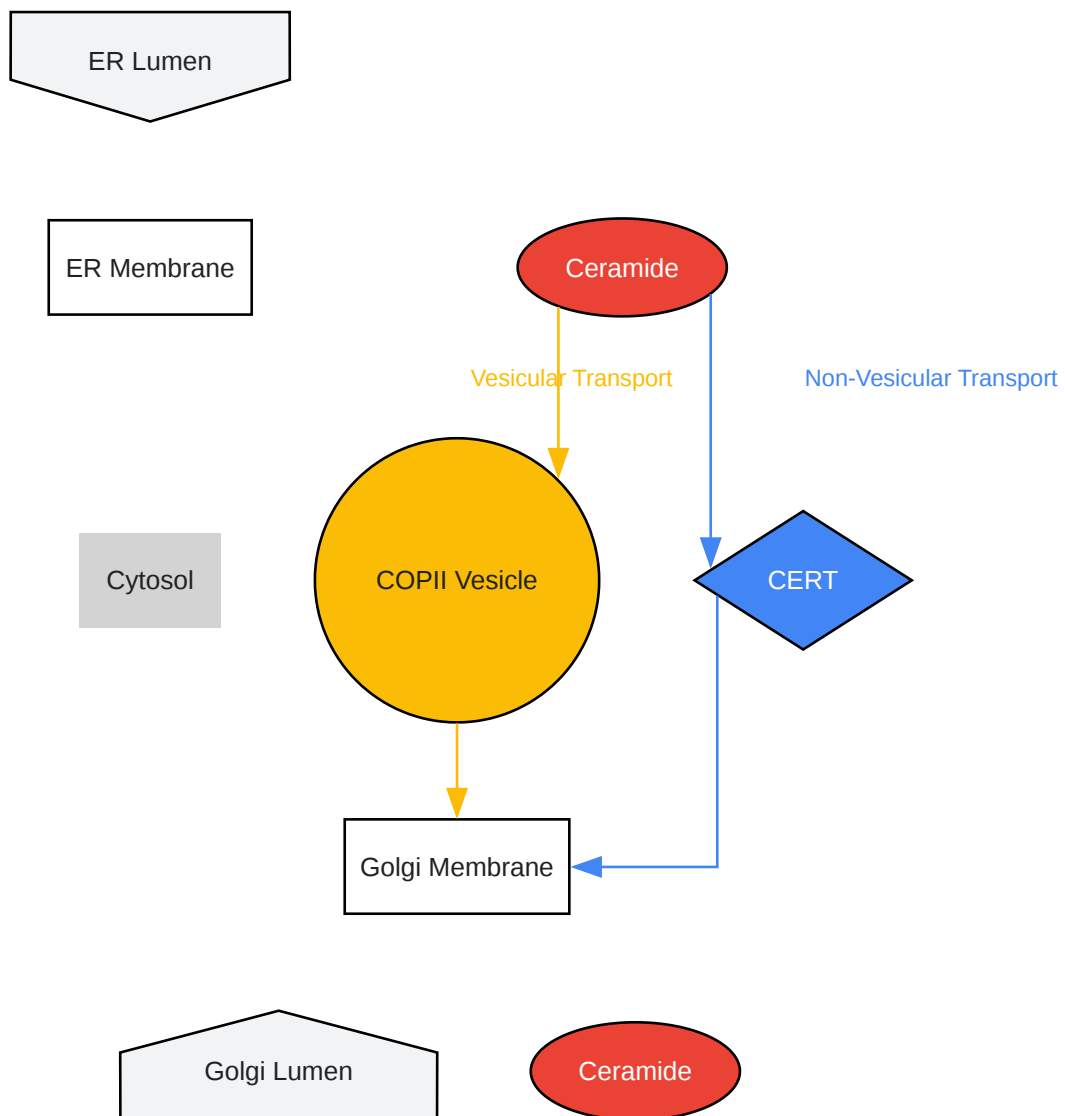 ER Lumen
ER Membrane
Ceramide
Vesicular Transport
Non-Vesicular Transport
Cytosol
COPII Vesicle
CERT
Golgi Membrane
Golgi Lumen
Ceramide